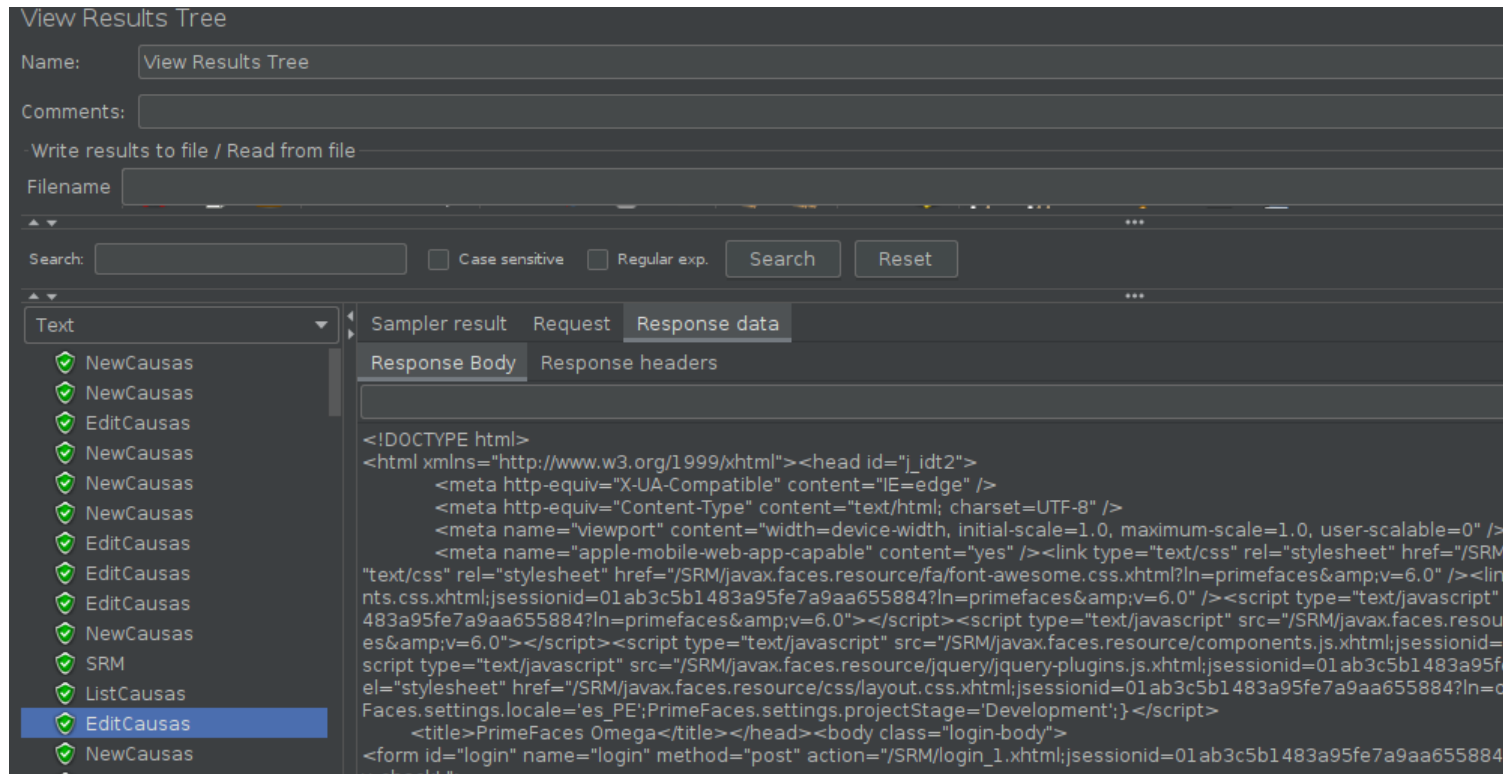 View Results Tree
Name: View Results Tree
Comments:
Write results to file / Read from file
Filename
Search: Case sensitive Regular exp. Search Reset
Text
NewCausas
NewCausas
EditCausas
NewCausas
NewCausas
NewCausas
EditCausas
EditCausas
EditCausas
NewCausas
SRM
ListCausas
EditCausas
NewCausas
Sampler result Request Response data
Response Body Response headers
<!DOCTYPE html>
<html xmlns="http://www.w3.org/1999/xhtml"><head id="j_idt2">
<meta http-equiv="X-UA-Compatible" content="IE=edge" />
<meta http-equiv="Content-Type" content="text/html; charset=UTF-8" />
<meta name="viewport" content="width=device-width, initial-scale=1.0, maximum-scale=1.0, user-scalable=0" />
<meta name="apple-mobile-web-app-capable" content="yes" /><link type="text/css" rel="stylesheet" href="/SRM
"text/css" rel="stylesheet" href="/SRM/javax.faces.resource/fa/font-awesome.css.xhtml?ln=primefaces&amp;v=6.0" /><lin
nts.css.xhtml;jsessionid=01ab3c5b1483a95fe7a9aa655884?ln=primefaces&amp;v=6.0" /><script type="text/javascript"
483a95fe7a9aa655884?ln=primefaces&amp;v=6.0"></script><script type="text/javascript" src="/SRM/javax.faces.resou
es&amp;v=6.0"></script><script type="text/javascript" src="/SRM/javax.faces.resource/components.js.xhtml;jsessionid=
script type="text/javascript" src="/SRM/javax.faces.resource/jquery/jquery-plugins.js.xhtml;jsessionid=01ab3c5b1483a95f
el="stylesheet" href="/SRM/javax.faces.resource/css/layout.css.xhtml;jsessionid=01ab3c5b1483a95fe7a9aa655884?ln=
Faces.settings.locale='es_PE';PrimeFaces.settings.projectStage='Development';}</script>
<title>PrimeFaces Omega</title></head><body class="login-body">
<form id="login" name="login" method="post" action="/SRM/login_1.xhtml;jsessionid=01ab3c5b1483a95fe7a9aa655884